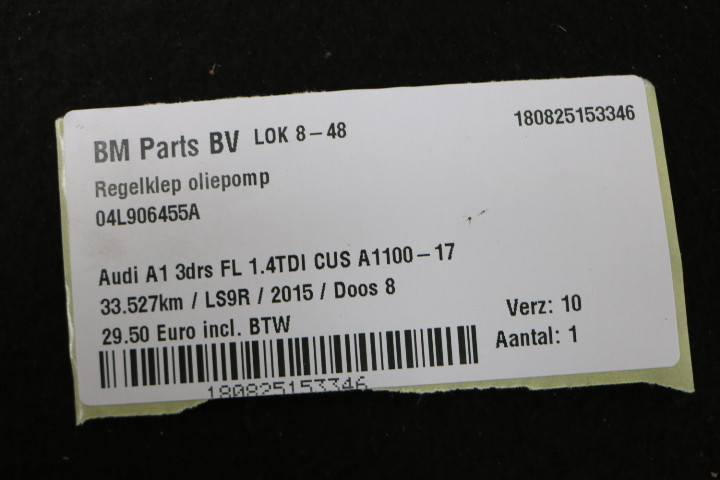 BM Parts BV LOK 8-48
180825153346
Regelklep oliepomp
04L906455A
Audi A1 3drs FL 1.4TDI CUS A1100-17
33.527km / LS9R / 2015 / Doos 8
29.50 Euro incl. BTW
Verz: 10
Aantal: 1
180825153346